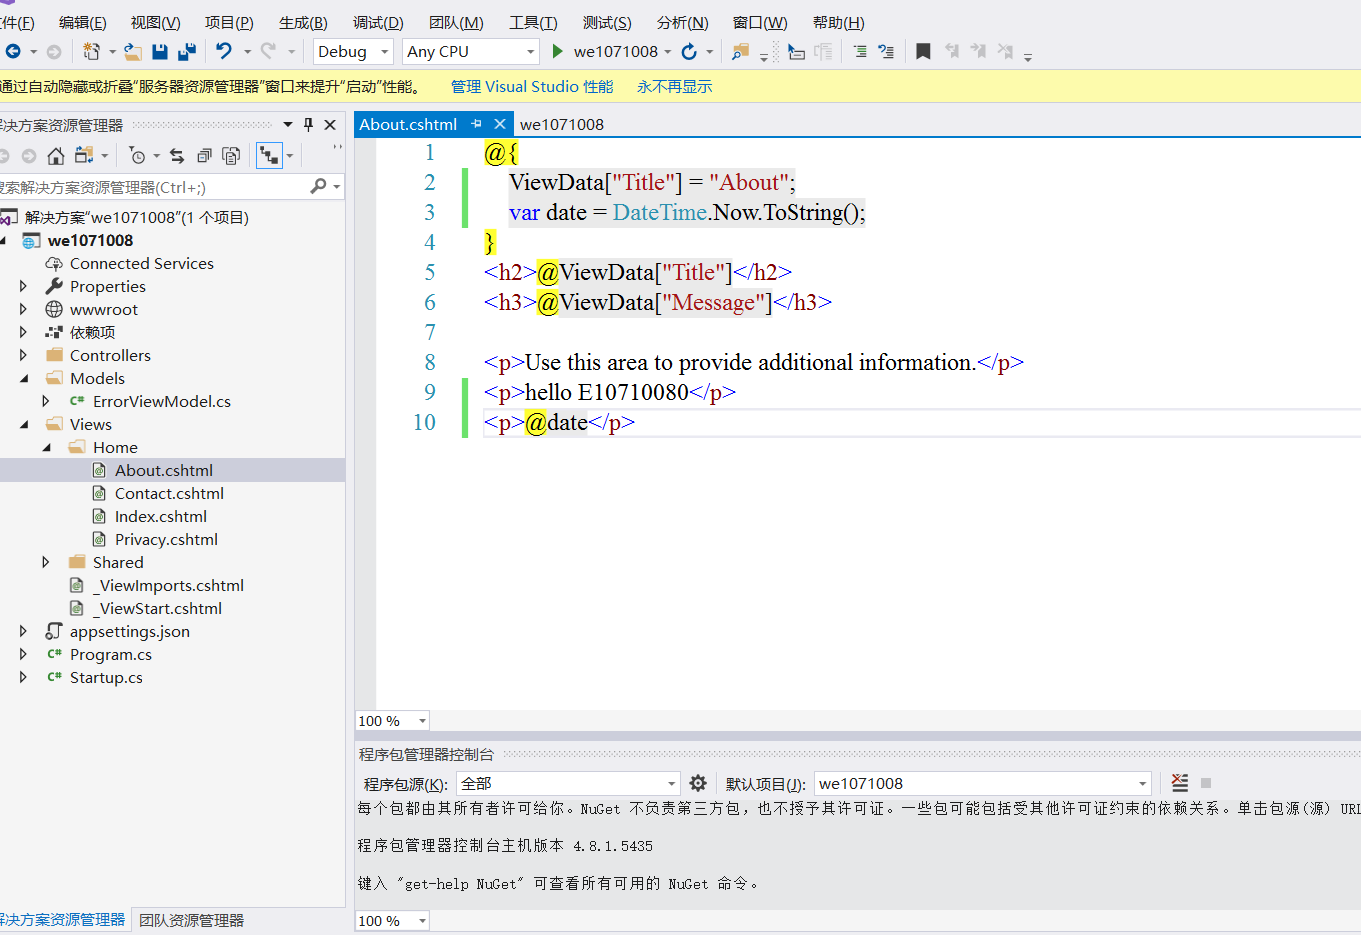 件(F) 编辑(E) 视图(V) 项目(P) 生成(B) 调试(D) 团队(M) 工具(T) 测试(S) 分析(N) 窗口(W) 帮助(H)
Debug Any CPU we1071008
通过自动隐藏或折叠“服务器资源管理器”窗口来提升“启动”性能。 管理 Visual Studio 性能 永不再显示
决方案资源管理器
索解决方案资源管理器(Ctrl+;)
解决方案“we1071008”(1 个项目)
we1071008
Connected Services
Properties
wwwroot
依赖项
Controllers
Models
C# ErrorViewModel.cs
Views
Home
About.cshtml
Contact.cshtml
Index.cshtml
Privacy.cshtml
Shared
_ViewImports.cshtml
_ViewStart.cshtml
appsettings.json
C# Program.cs
C# Startup.cs
决方案资源管理器 团队资源管理器
About.cshtml we1071008
1 @{
2 ViewData["Title"] = "About";
3 var date = DateTime.Now.ToString();
4 }
5 <h2>@ViewData["Title"]</h2>
6 <h3>@ViewData["Message"]</h3>
7
8 <p>Use this area to provide additional information.</p>
9 <p>hello E10710080</p>
10 <p>@date</p>
100 %
程序包管理器控制台
程序包源(K): 全部 默认项目(J): we1071008
每个包都由其所有者许可给你。NuGet 不负责第三方包，也不授予其许可证。一些包可能包括受其他许可证约束的依赖关系。单击包源(源) URL
程序包管理器控制台主机版本 4.8.1.5435
键入 "get-help NuGet" 可查看所有可用的 NuGet 命令。
100 %